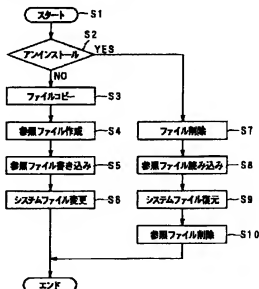 スタート
S1
S2
アンインストール
YES
NO
ファイルコピー
S3
参照ファイル作成
S4
参照ファイル書き込み
S5
システムファイル変更
S6
ファイル削除
S7
参照ファイル読み込み
S8
システムファイル復元
S9
参照ファイル削除
S10
エンド